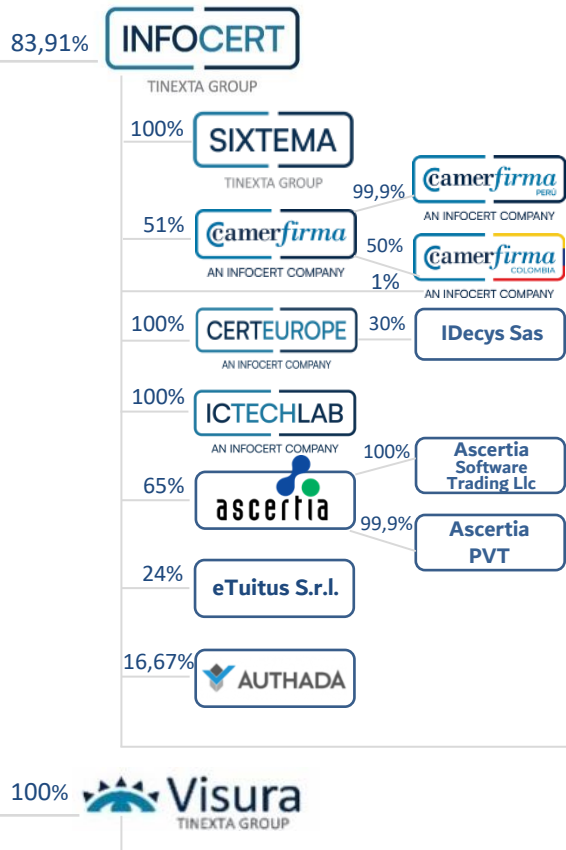 83,91%
INFOCERT
TINEXTA GROUP
100%
SIXTEMA
TINEXTA GROUP
99,9%
Camerfirma
PERÚ
AN INFOCERT COMPANY
51%
Camerfirma
AN INFOCERT COMPANY
50%
Camerfirma
COLOMBIA
1%
AN INFOCERT COMPANY
100%
CERTEUROPE
AN INFOCERT COMPANY
30%
IDecys Sas
100%
ICTECHLAB
AN INFOCERT COMPANY
65%
ascertia
100%
Ascertia
Software
Trading Llc
99,9%
Ascertia
PVT
24%
eTuitus S.r.l.
16,67%
AUTHADA
100%
Visura
TINEXTA GROUP